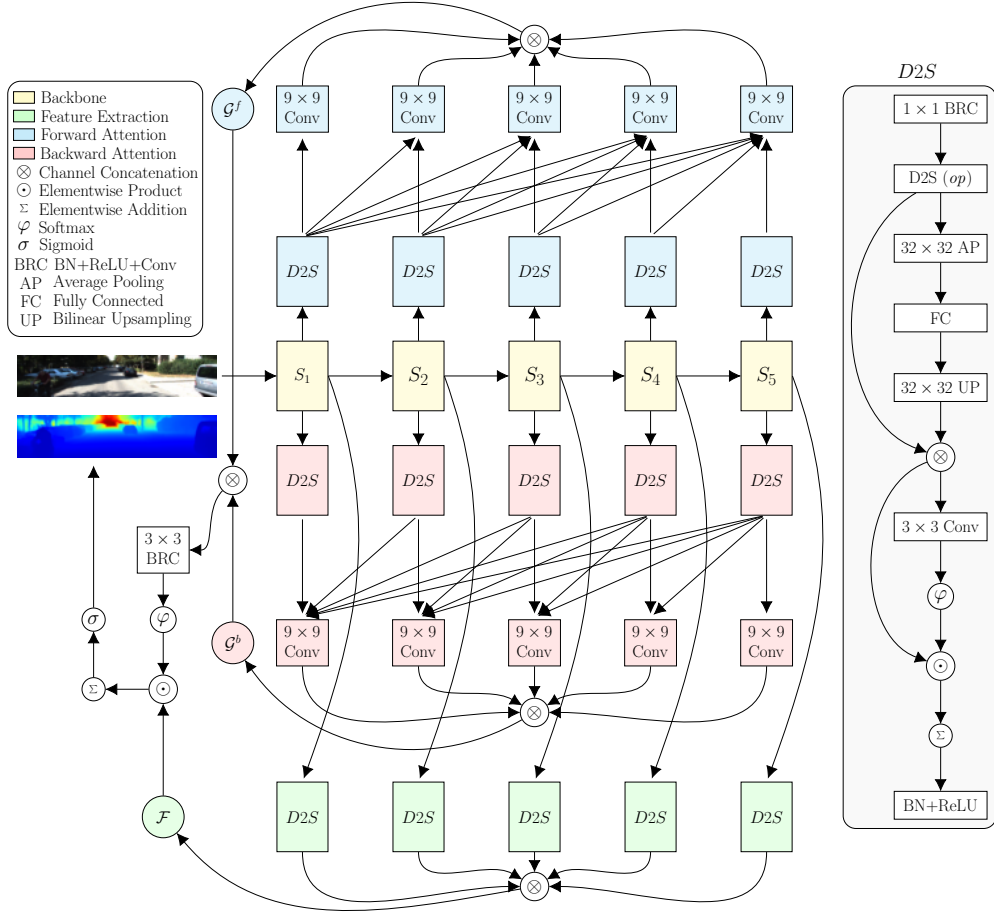 D2S
Backbone
Feature Extraction
Forward Attention
Backward Attention
⊗ Channel Concatenation
⊙ Elementwise Product
Σ Elementwise Addition
φ Softmax
σ Sigmoid
BRC BN+ReLU+Conv
AP Average Pooling
FC Fully Connected
UP Bilinear Upsampling
⊗
𝒢ᶠ
9 × 9
Conv
9 × 9
Conv
9 × 9
Conv
9 × 9
Conv
9 × 9
Conv
D2S
D2S
D2S
D2S
D2S
S₁
S₂
S₃
S₄
S₅
D2S
D2S
D2S
D2S
D2S
⊗
3 × 3
BRC
σ
φ
Σ
⊙
𝒢ᵇ
9 × 9
Conv
9 × 9
Conv
9 × 9
Conv
9 × 9
Conv
9 × 9
Conv
⊗
ℱ
D2S
D2S
D2S
D2S
D2S
⊗
1 × 1 BRC
D2S (op)
32 × 32 AP
FC
32 × 32 UP
⊗
3 × 3 Conv
φ
⊙
Σ
BN+ReLU